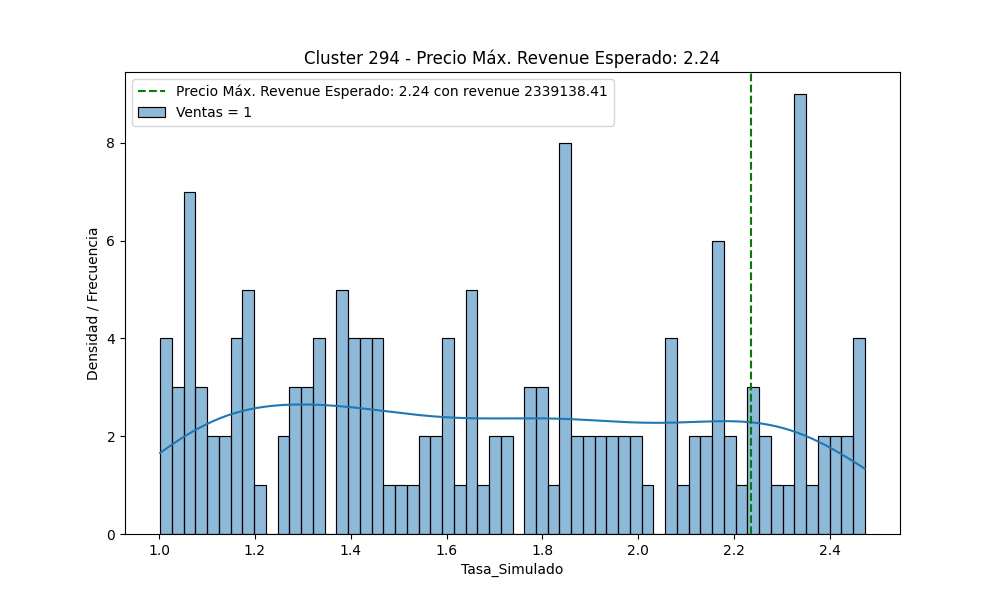 Cluster 294 - Precio Máx. Revenue Esperado: 2.24
Precio Máx. Revenue Esperado: 2.24 con revenue 2339138.41
Ventas = 1
Densidad / Frecuencia
8
6
4
2
0
1.0 1.2 1.4 1.6 1.8 2.0 2.2 2.4
Tasa_Simulado